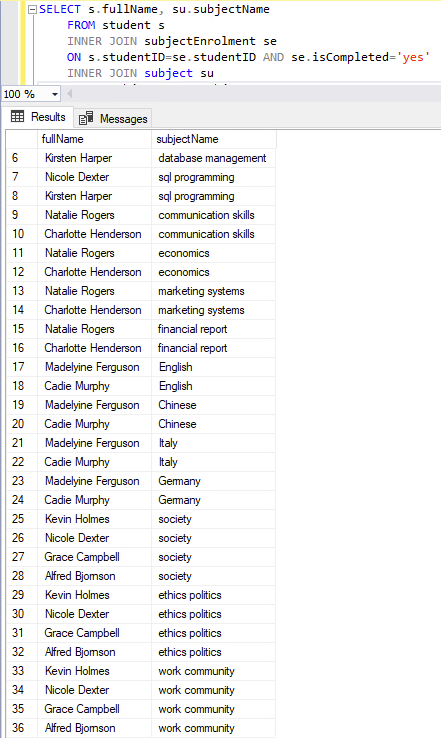 SELECT s.fullName, su.subjectName
FROM student s
INNER JOIN subjectEnrolment se
ON s.studentID=se.studentID AND se.isCompleted='yes'
INNER JOIN subject su
100 %
Results Messages
fullName subjectName
6 Kirsten Harper database management
7 Nicole Dexter sql programming
8 Kirsten Harper sql programming
9 Natalie Rogers communication skills
10 Charlotte Henderson communication skills
11 Natalie Rogers economics
12 Charlotte Henderson economics
13 Natalie Rogers marketing systems
14 Charlotte Henderson marketing systems
15 Natalie Rogers financial report
16 Charlotte Henderson financial report
17 Madelyine Ferguson English
18 Cadie Murphy English
19 Madelyine Ferguson Chinese
20 Cadie Murphy Chinese
21 Madelyine Ferguson Italy
22 Cadie Murphy Italy
23 Madelyine Ferguson Germany
24 Cadie Murphy Germany
25 Kevin Holmes society
26 Nicole Dexter society
27 Grace Campbell society
28 Alfred Bjornson society
29 Kevin Holmes ethics politics
30 Nicole Dexter ethics politics
31 Grace Campbell ethics politics
32 Alfred Bjornson ethics politics
33 Kevin Holmes work community
34 Nicole Dexter work community
35 Grace Campbell work community
36 Alfred Bjornson work community